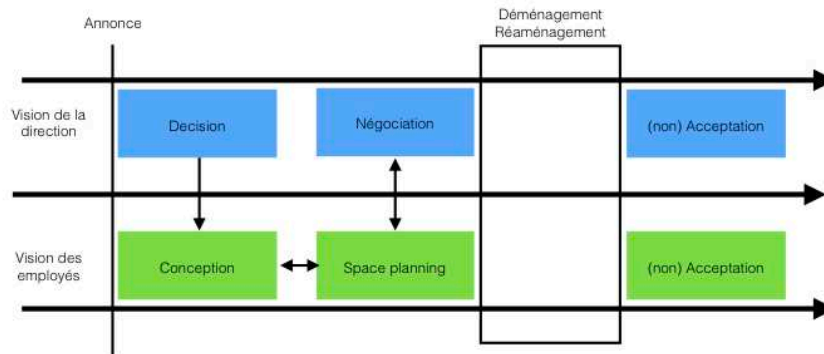 Annonce
Déménagement
Réaménagement
Vision de la
direction
Decision
Négociation
(non) Acceptation
Vision des
employés
Conception
Space planning
(non) Acceptation